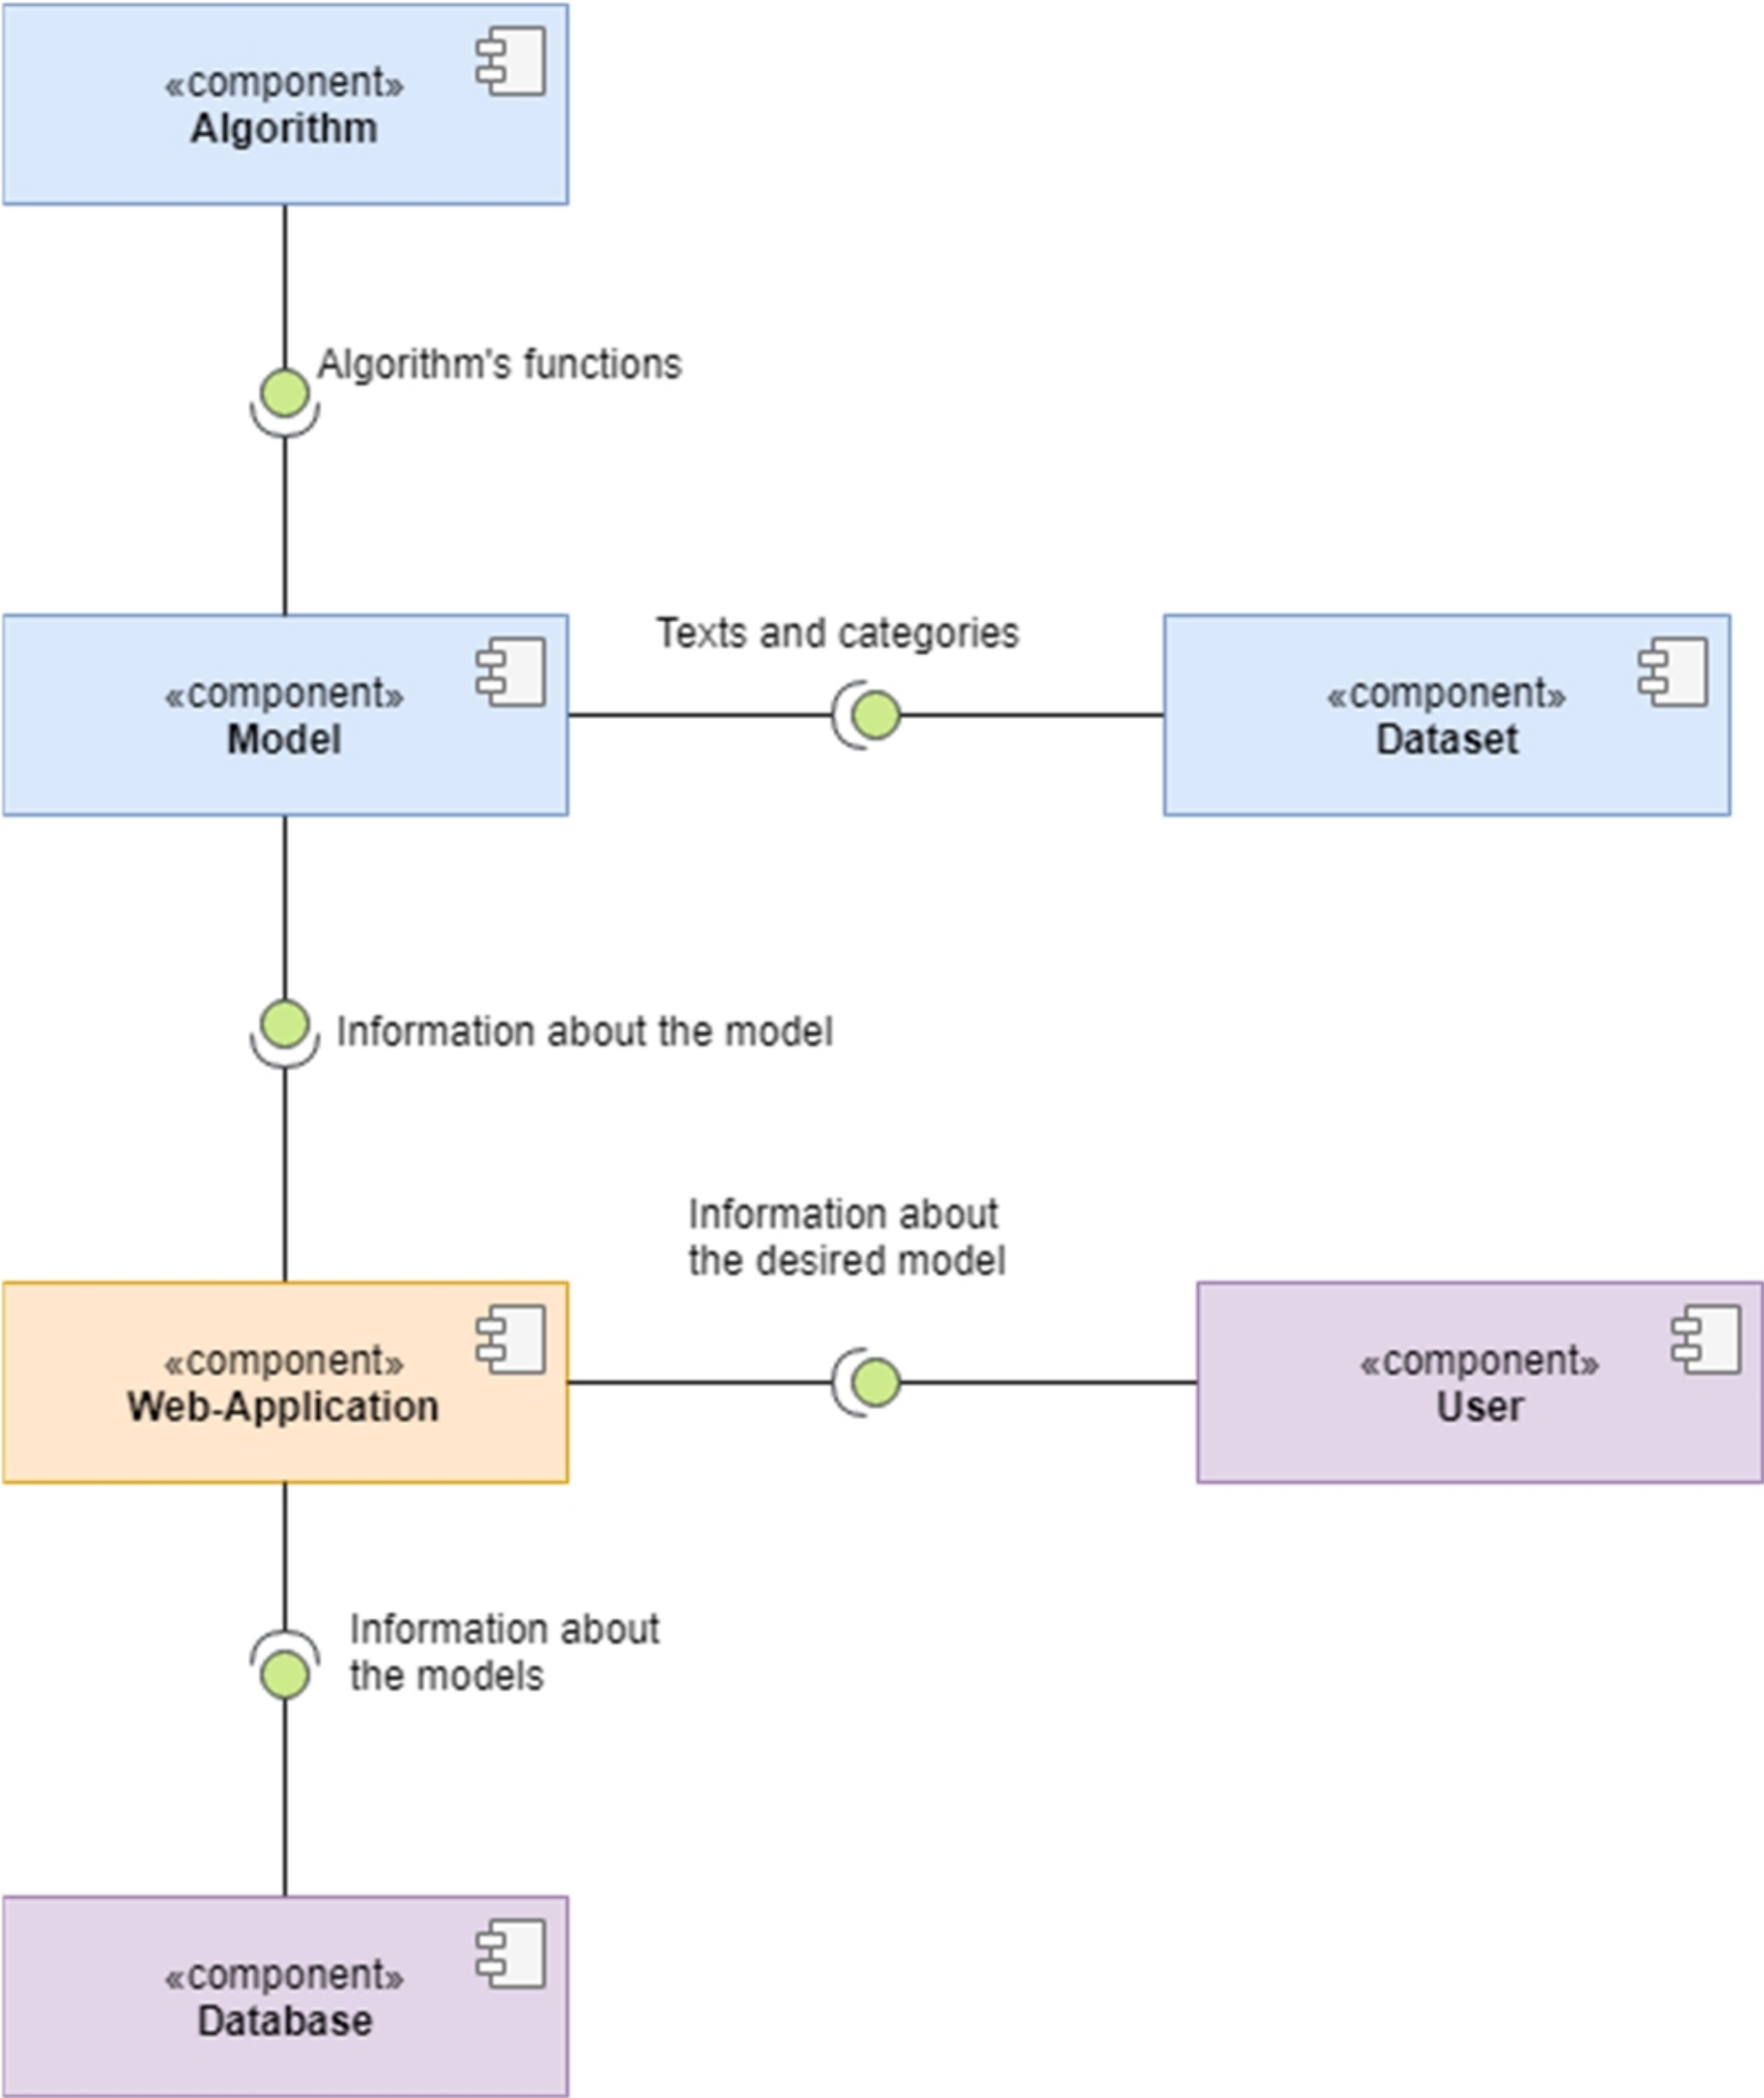 «component»
Algorithm
Algorithm's functions
Texts and categories
«component»
Model
«component»
Dataset
Information about the model
Information about
the desired model
«component»
Web-Application
«component»
User
Information about
the models
«component»
Database